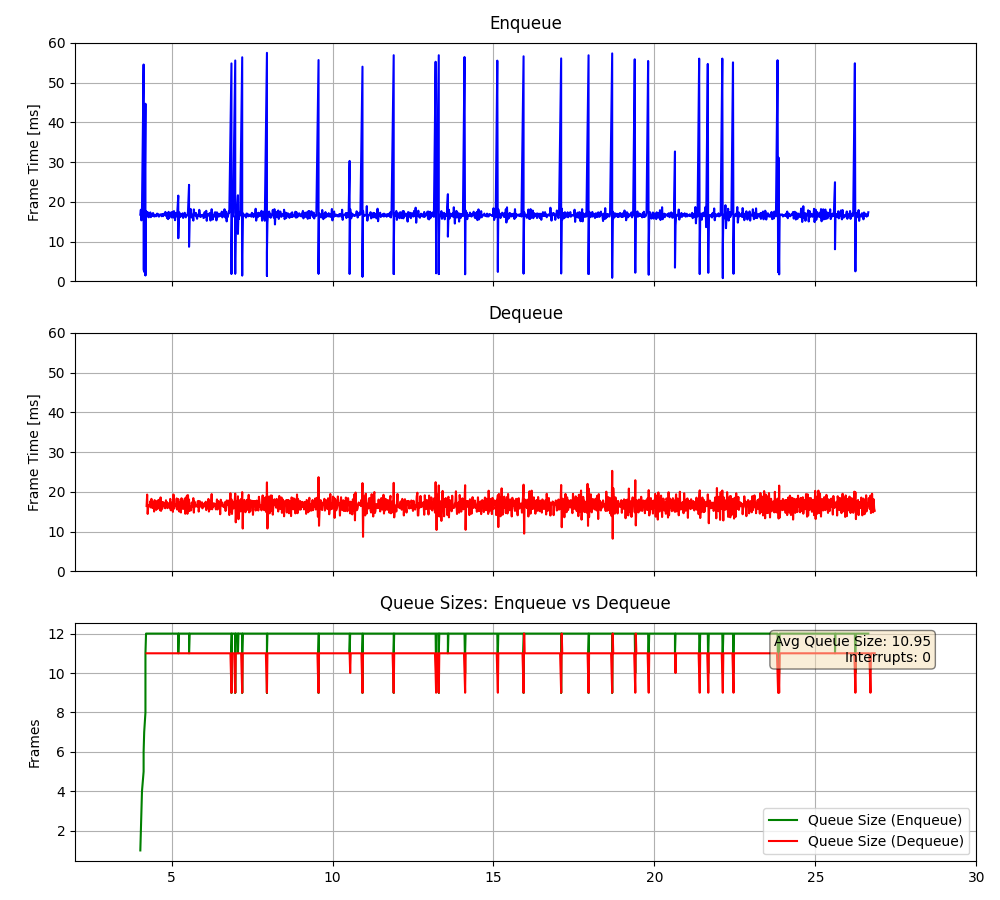 Enqueue
60
50
40
30
20
10
0
Frame Time [ms]
Dequeue
60
50
40
30
20
10
0
Frame Time [ms]
Queue Sizes: Enqueue vs Dequeue
12
10
8
6
4
2
Frames
Avg Queue Size: 10.95
Interrupts: 0
Queue Size (Enqueue)
Queue Size (Dequeue)
5 10 15 20 25 30